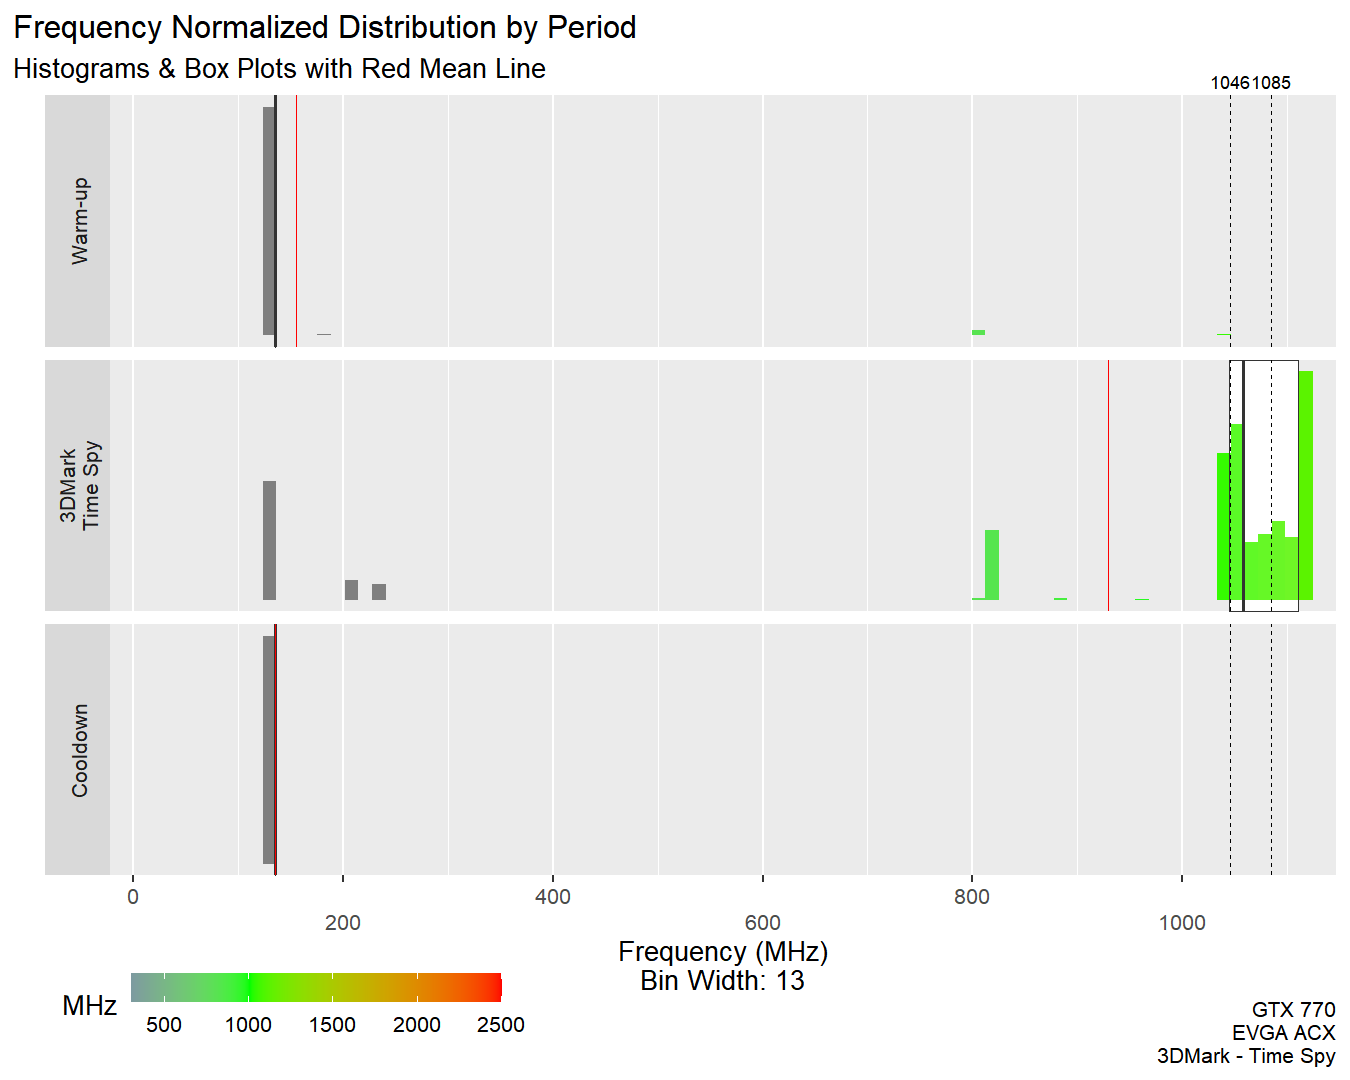 Frequency Normalized Distribution by Period
Histograms & Box Plots with Red Mean Line
1046 1085
Warm-up
3DMark
Time Spy
Cooldown
0 200 400 600 800 1000
Frequency (MHz)
Bin Width: 13
MHz
500 1000 1500 2000 2500
GTX 770
EVGA ACX
3DMark - Time Spy